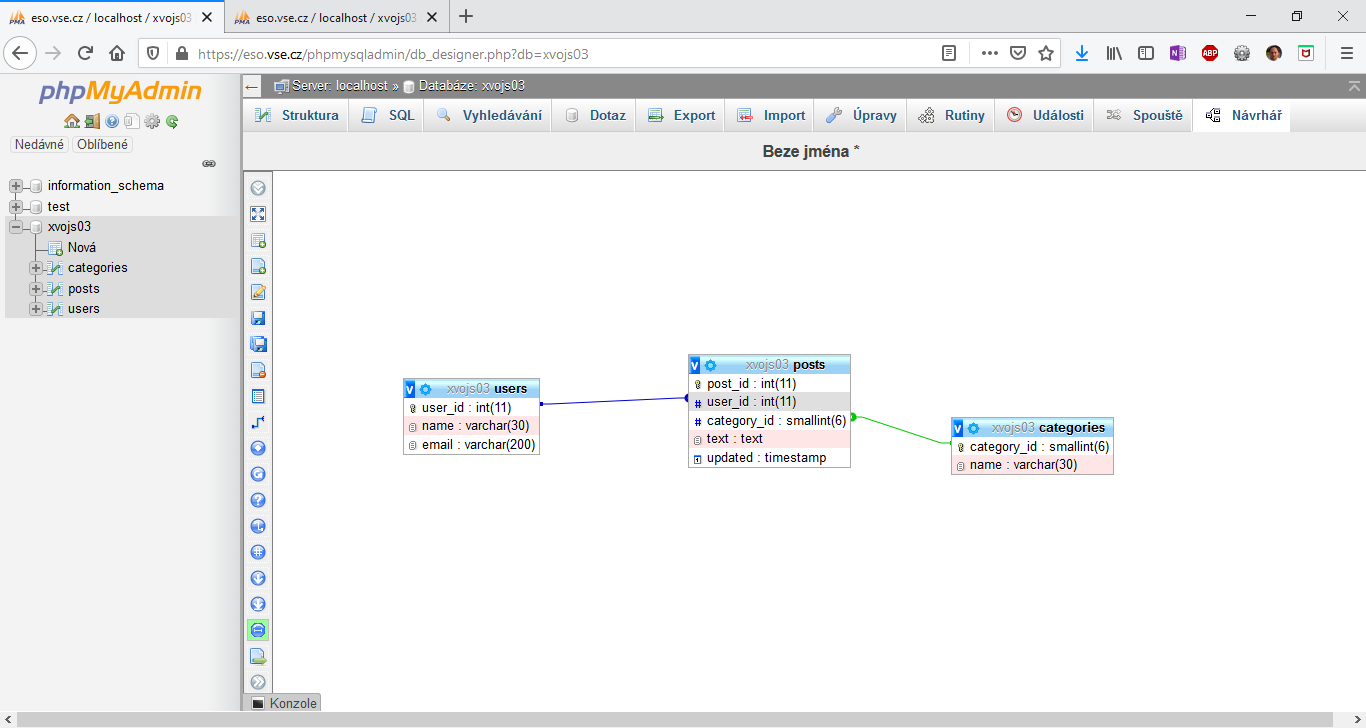 eso.vse.cz / localhost / xvojs03
eso.vse.cz / localhost / xvojs03
https://eso.vse.cz/phpmysqladmin/db_designer.php?db=xvojs03
phpMyAdmin
Nedávné Oblíbené
information_schema
test
xvojs03
Nová
categories
posts
users
Server: localhost » Databáze: xvojs03
Struktura SQL Vyhledávání Dotaz Export Import Úpravy Rutiny Události Spouště Návrhář
Beze jména *
xvojs03 users
user_id : int(11)
name : varchar(30)
email : varchar(200)
xvojs03 posts
post_id : int(11)
user_id : int(11)
category_id : smallint(6)
text : text
updated : timestamp
xvojs03 categories
category_id : smallint(6)
name : varchar(30)
Konzole